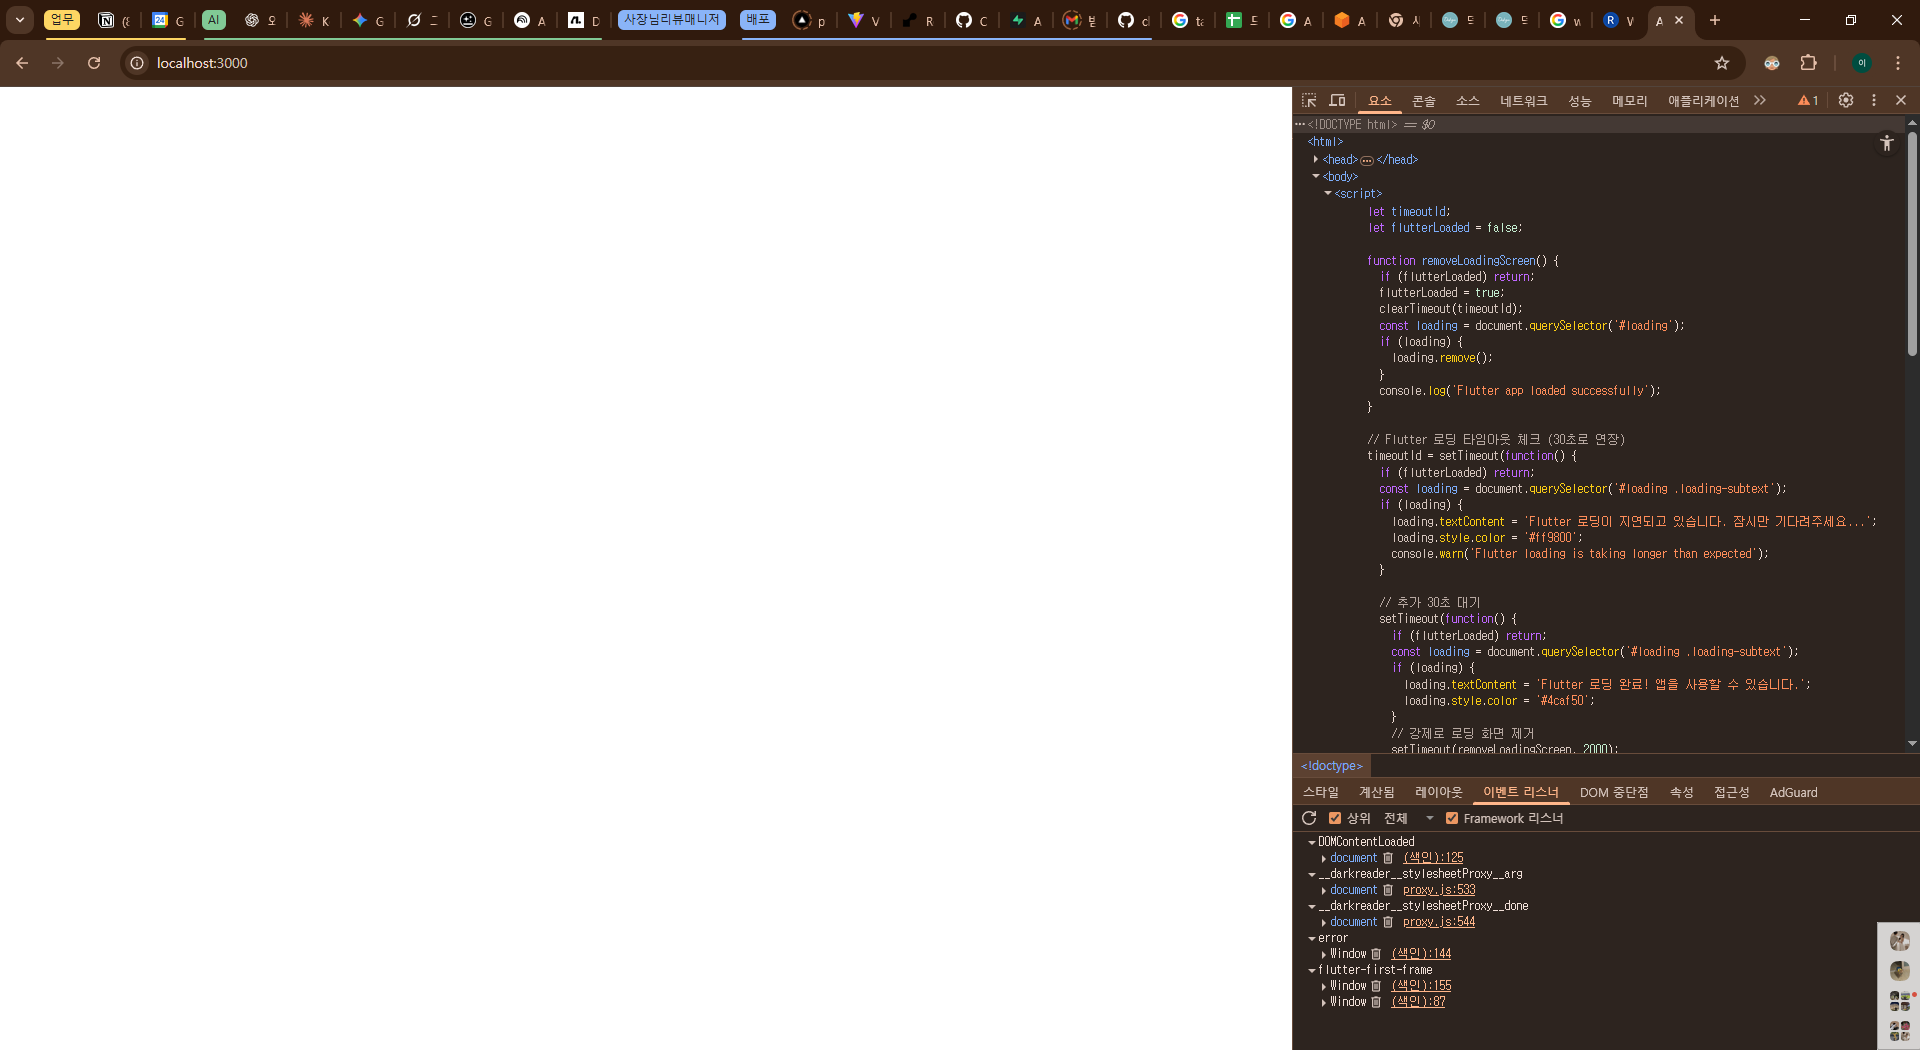 업무
G
AI
오
K
G
그
G
A
D
사장님리뷰매니저
배포
p
V
R
C
A
받
cl
ta
드
A
A
시
도
도
w
V
A
localhost:3000
이
요소 콘솔 소스 네트워크 성능 메모리 애플리케이션 1
<!DOCTYPE html> == $0
<html>
<head> </head>
<body>
<script>
let timeoutId;
let flutterLoaded = false;
function removeLoadingScreen() {
if (flutterLoaded) return;
flutterLoaded = true;
clearTimeout(timeoutId);
const loading = document.querySelector('#loading');
if (loading) {
loading.remove();
}
console.log('Flutter app loaded successfully');
}
// Flutter 로딩 타임아웃 체크 (30초로 연장)
timeoutId = setTimeout(function() {
if (flutterLoaded) return;
const loading = document.querySelector('#loading .loading-subtext');
if (loading) {
loading.textContent = 'Flutter 로딩이 지연되고 있습니다. 잠시만 기다려주세요...';
loading.style.color = '#ff9800';
console.warn('Flutter loading is taking longer than expected');
}
// 추가 30초 대기
setTimeout(function() {
if (flutterLoaded) return;
const loading = document.querySelector('#loading .loading-subtext');
if (loading) {
loading.textContent = 'Flutter 로딩 완료! 앱을 사용할 수 있습니다.';
loading.style.color = '#4caf50';
}
// 강제로 로딩 화면 제거
setTimeout(removeLoadingScreen, 2000);
<!doctype>
스타일 계산됨 레이아웃 이벤트 리스너 DOM 중단점 속성 접근성 AdGuard
상위 전체 Framework 리스너
DOMContentLoaded
document (색인):125
__darkreader__stylesheetProxy__arg
document proxy.js:533
__darkreader__stylesheetProxy__done
document proxy.js:544
error
Window (색인):144
flutter-first-frame
Window (색인):155
Window (색인):87